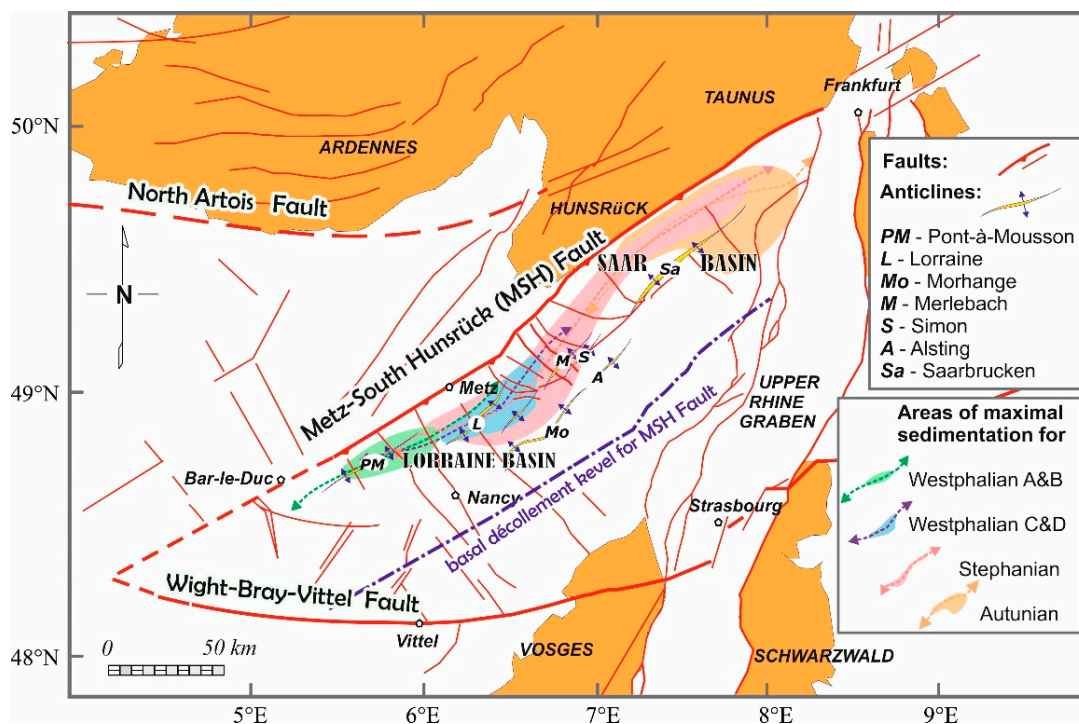 50°N
49°N
48°N
TAUNUS
Frankfurt
ARDENNES
North Artois Fault
HUNSRüCK
Metz-South Hunsrück (MSH) Fault
SAAR BASIN
Sa
N
M
S
A
Metz
L
Mo
PM
LORRAINE BASIN
Bar-le-Duc
Nancy
basal décollement kevel for MSH Fault
UPPER
RHINE
GRABEN
Strasbourg
Wight-Bray-Vittel Fault
Vittel
VOSGES
SCHWARZWALD
0 50 km
5°E 6°E 7°E 8°E 9°E
Faults:
Anticlines:
PM - Pont-à-Mousson
L - Lorraine
Mo - Morhange
M - Merlebach
S - Simon
A - Alsting
Sa - Saarbrucken
Areas of maximal
sedimentation for
Westphalian A&B
Westphalian C&D
Stephanian
Autunian